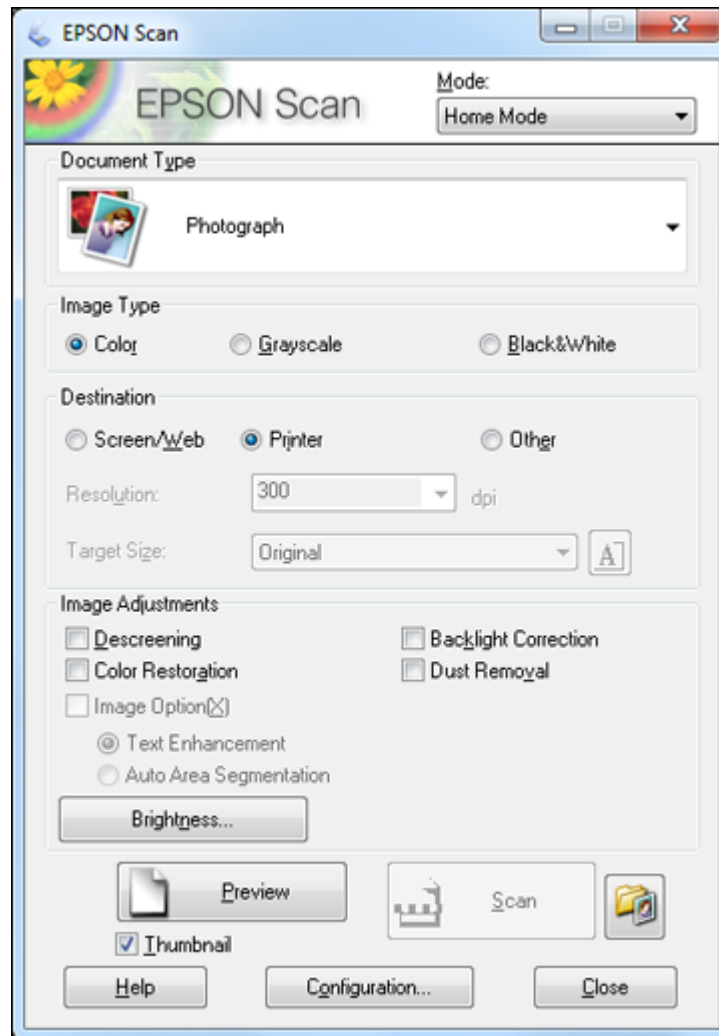 EPSON Scan
EPSON Scan
Mode:
Home Mode
Document Type
Photograph
Image Type
Color Grayscale Black&White
Destination
Screen/Web Printer Other
Resolution: 300 dpi
Target Size: Original A
Image Adjustments
Descreening Backlight Correction
Color Restoration Dust Removal
Image Option(X)
Text Enhancement
Auto Area Segmentation
Brightness...
Preview Scan
Thumbnail
Help Configuration... Close